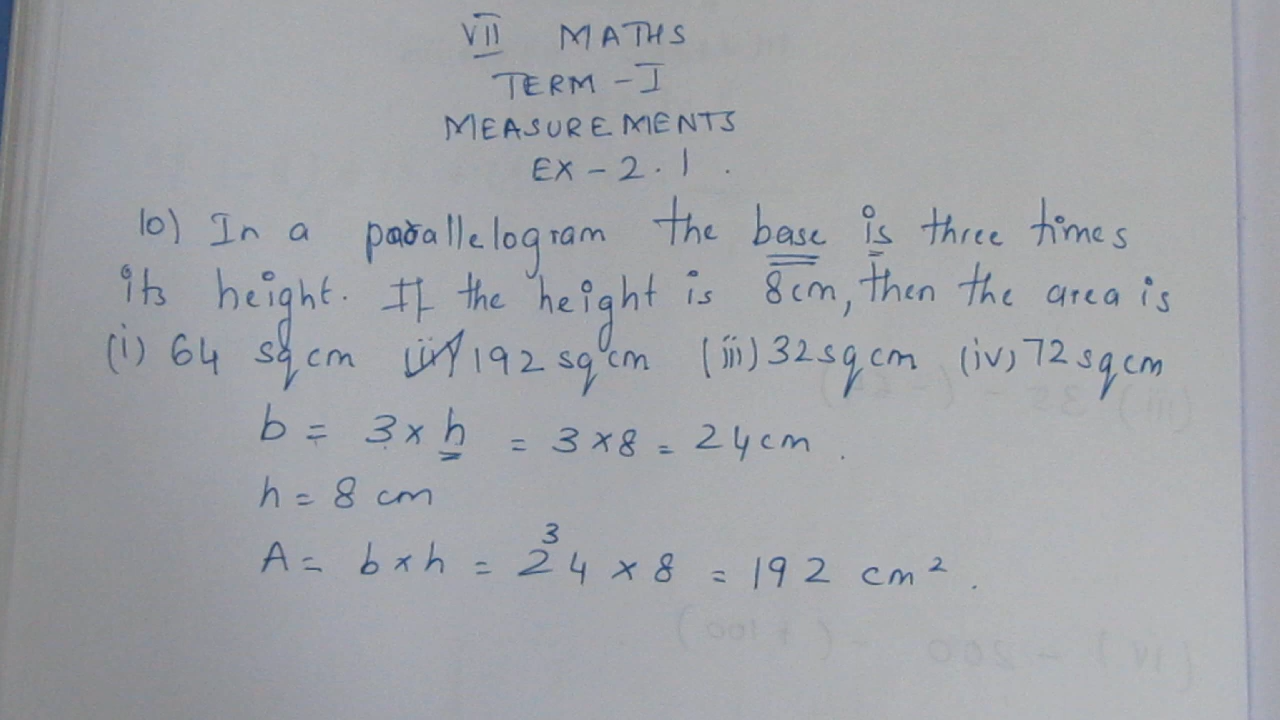 VII MATHS
TERM - I
MEASUREMENTS
EX - 2.1.
10) In a parallelogram the base is three times
its height. If the height is 8cm, then the area is
(i) 64 sq cm (ii) 192 sq cm (iii) 32 sq cm (iv) 72 sq cm
b = 3 × h = 3 × 8 = 24 cm.
h = 8 cm
3
A = b × h = 24 × 8 = 192 cm².